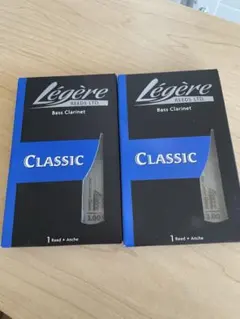 Légère
REEDS LTD.
Bass Clarinet
CLASSIC
1 Reed • Anche
Légère
REEDS LTD.
Bass Clarinet
CLASSIC
1 Reed • Anche